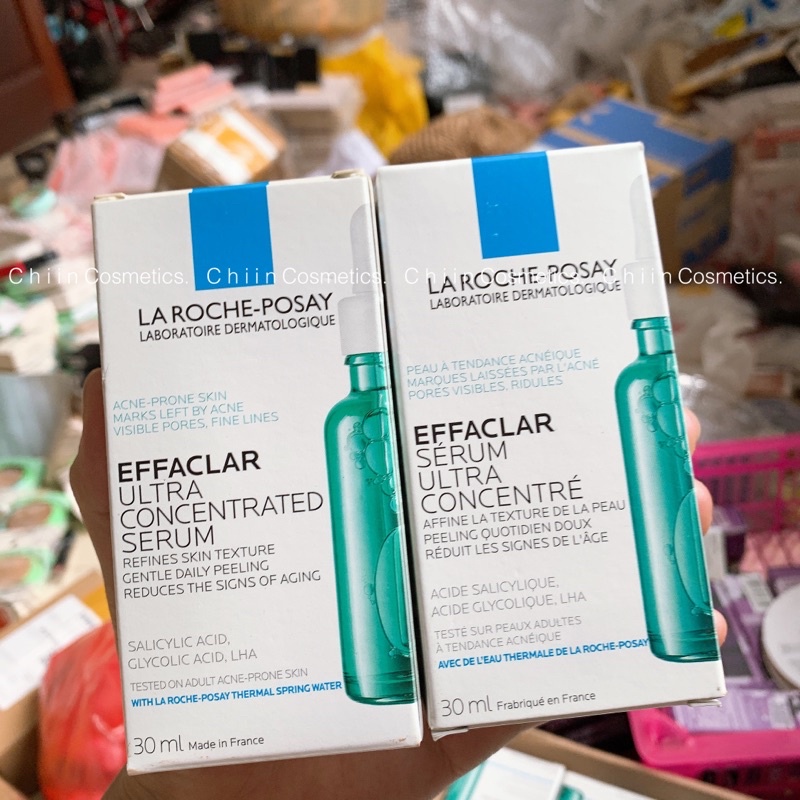 Chiin Cosmetics. Chiin Cosmetics. Chiin Cosmetics. Chiin Cosmetics.
LA ROCHE-POSAY
LABORATOIRE DERMATOLOGIQUE
ACNE-PRONE SKIN
MARKS LEFT BY ACNE
VISIBLE PORES, FINE LINES
EFFACLAR
ULTRA
CONCENTRATED
SERUM
REFINES SKIN TEXTURE
GENTLE DAILY PEELING
REDUCES THE SIGNS OF AGING
SALICYLIC ACID,
GLYCOLIC ACID, LHA
TESTED ON ADULT ACNE-PRONE SKIN
WITH LA ROCHE-POSAY THERMAL SPRING WATER
30 ml Made in France
LA ROCHE-POSAY
LABORATOIRE DERMATOLOGIQUE
PEAU À TENDANCE ACNÉIQUE
MARQUES LAISSÉES PAR L'ACNÉ
PORES VISIBLES, RIDULES
EFFACLAR
SÉRUM
ULTRA
CONCENTRÉ
AFFINE LA TEXTURE DE LA PEAU
PEELING QUOTIDIEN DOUX
RÉDUIT LES SIGNES DE L'ÂGE
ACIDE SALICYLIQUE,
ACIDE GLYCOLIQUE, LHA
TESTÉ SUR PEAUX ADULTES
À TENDANCE ACNÉIQUE
AVEC DE L'EAU THERMALE DE LA ROCHE-POSAY
30 ml Frabriqué en France